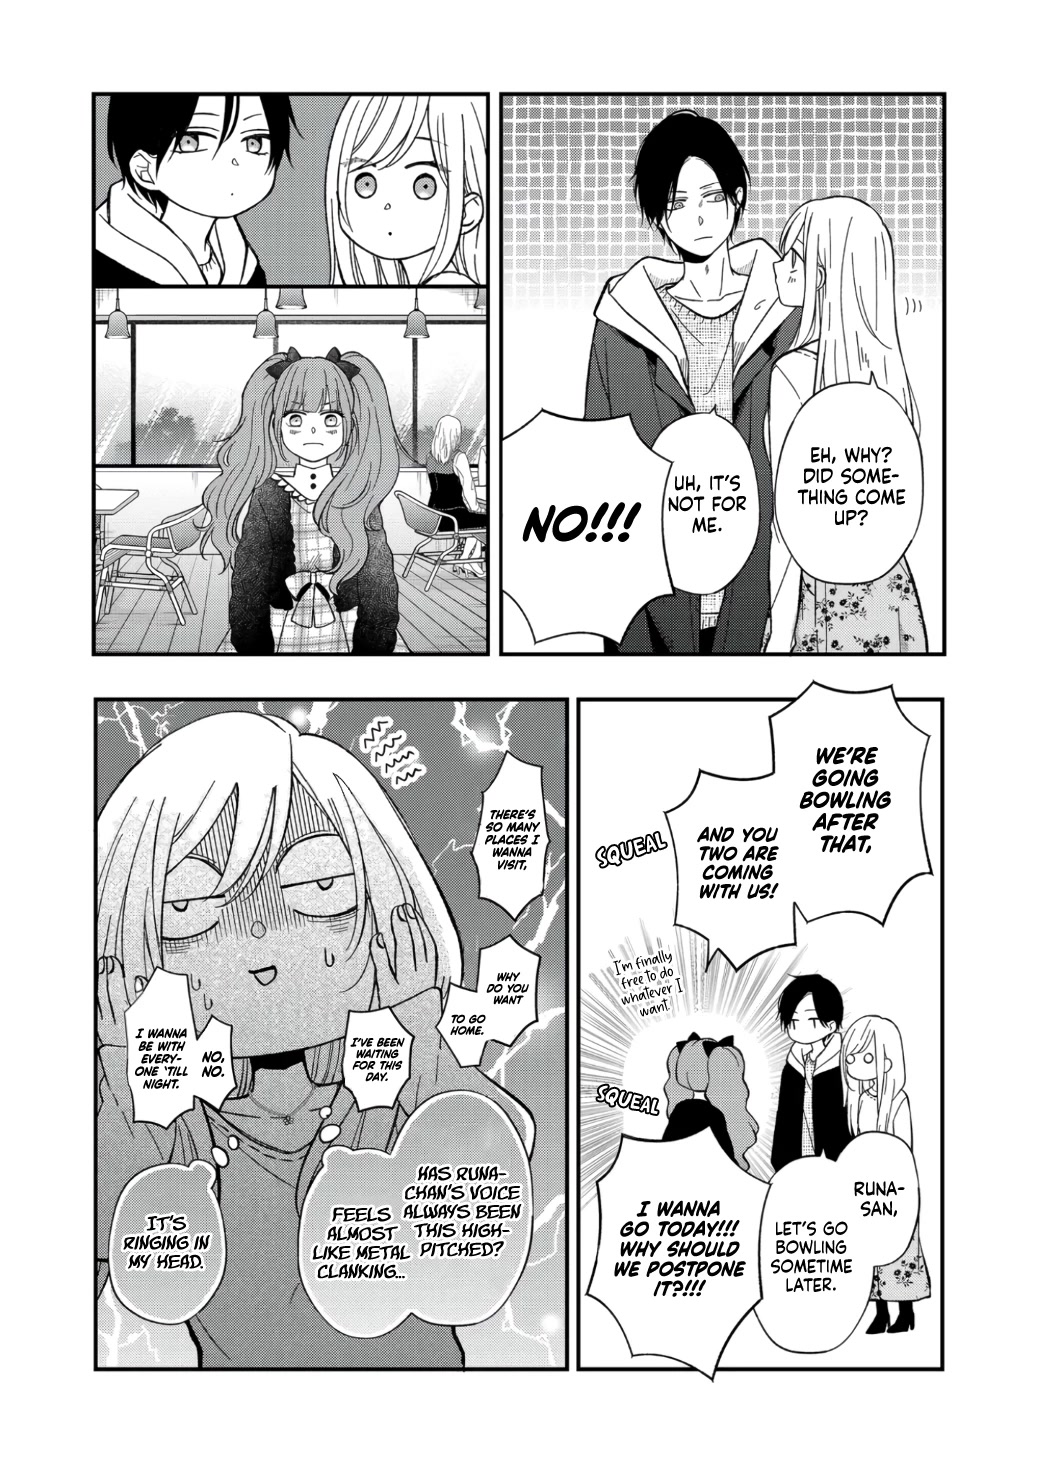 EH, WHY?
DID SOME-
THING COME
UP?
UH, IT'S
NOT FOR
ME.
NO!!!
WE'RE
GOING
BOWLING
AFTER
THAT,
AND YOU
TWO ARE
COMING
WITH US!
SQUEAL
I'm finally
free to do
whatever I
want.
SQUEAL
RUNA-
SAN,
LET'S GO
BOWLING
SOMETIME
LATER.
I WANNA
GO TODAY!!!
WHY SHOULD
WE POSTPONE
IT?!!!
THERE'S
SO MANY
PLACES I
WANNA
VISIT,
WHY
DO YOU
WANT
TO GO
HOME.
I'VE BEEN
WAITING
FOR THIS
DAY.
NO,
NO.
I WANNA
BE WITH
EVERY-
ONE 'TILL
NIGHT.
HAS RUNA-
CHAN'S VOICE
ALWAYS BEEN
THIS HIGH-
PITCHED?
FEELS
ALMOST
LIKE METAL
CLANKING...
IT'S
RINGING IN
MY HEAD.